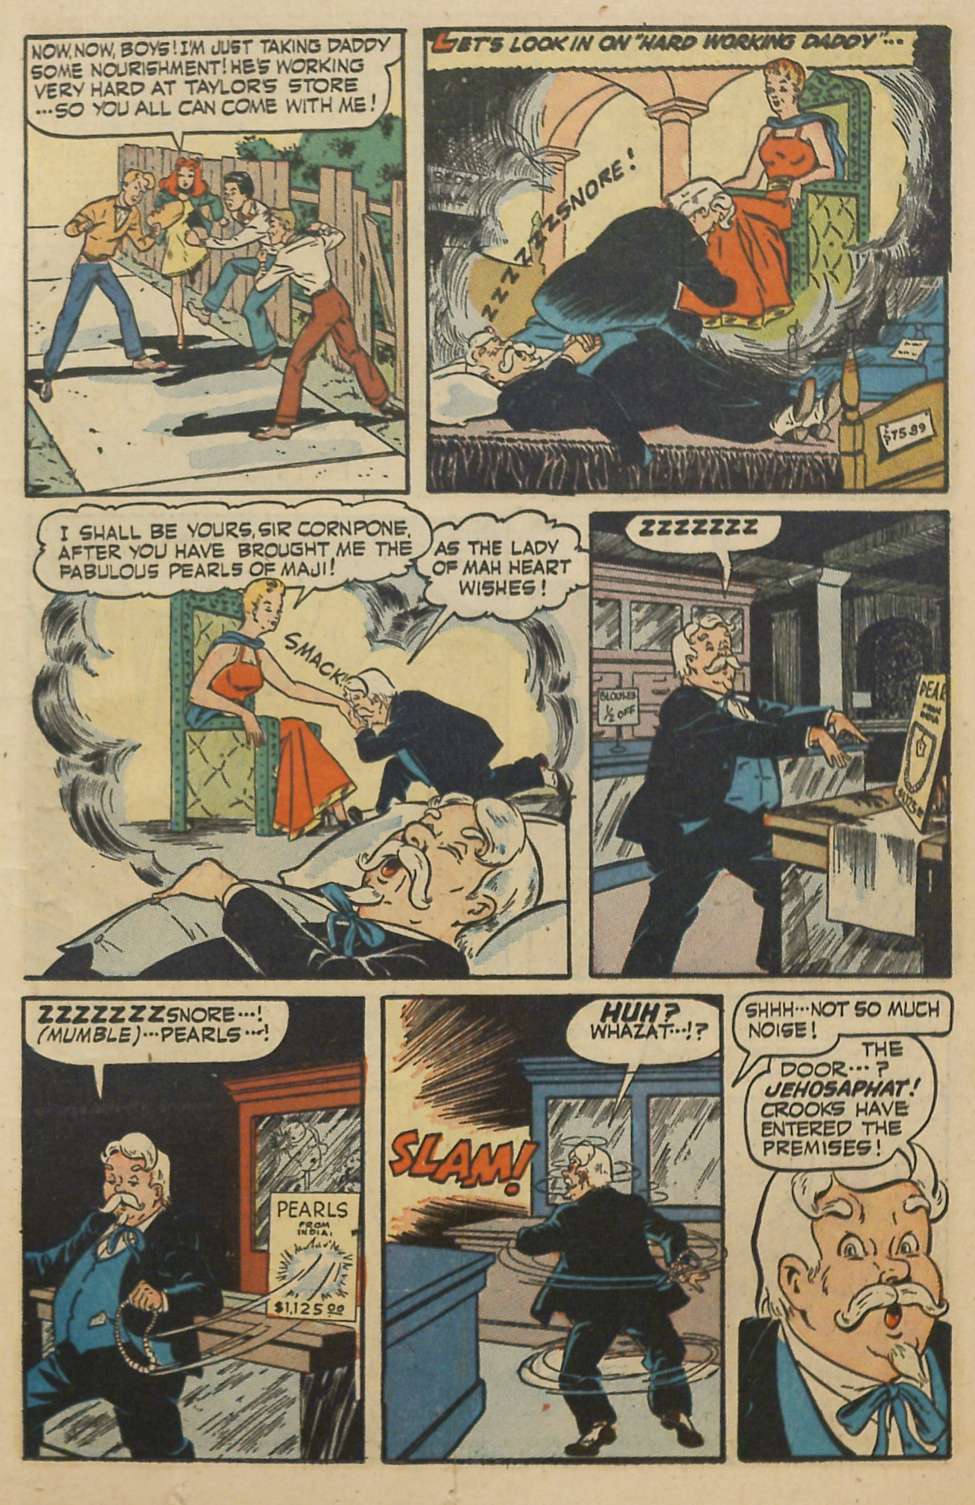 NOW, NOW, BOYS! I'M JUST TAKING DADDY
SOME NOURISHMENT! HE'S WORKING
VERY HARD AT TAYLOR'S STORE
...SO YOU ALL CAN COME WITH ME!
LET'S LOOK IN ON "HARD WORKING DADDY"...
ZZZZZZSNORE!
$75.89
I SHALL BE YOURS, SIR CORNPONE,
AFTER YOU HAVE BROUGHT ME THE
FABULOUS PEARLS OF MAJI!
AS THE LADY
OF MAH HEART
WISHES!
SMACK!!
ZZZZZZZ
BLOUSES
1/2 OFF
PEARL
FROM
INDIA
ZZZZZZZSNORE...!
(MUMBLE)...PEARLS...!
PEARLS
FROM
INDIA!
$1,125.00
HUH?
WHAZAT...!?
SLAM!
SHHH...NOT SO MUCH
NOISE!
THE
DOOR...?
JEHOSAPHAT!
CROOKS HAVE
ENTERED THE
PREMISES!